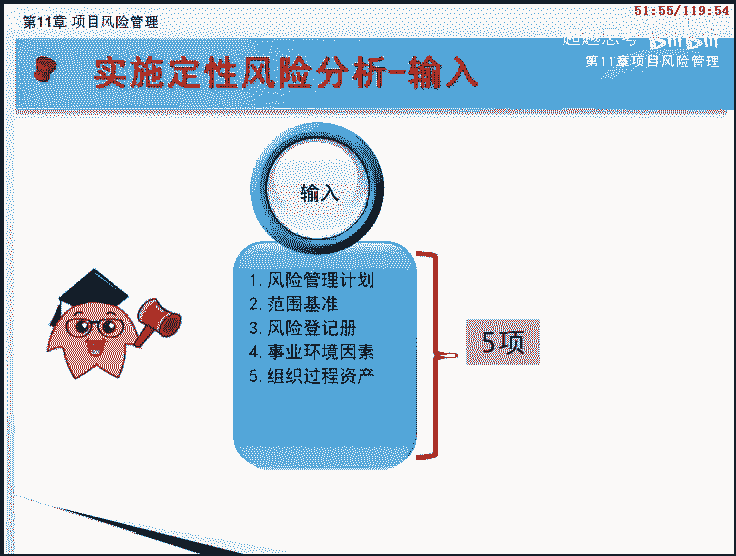 第11章 项目风险管理
51:55/119:54
实施定性风险分析-输入
第11章项目风险管理
输入
1. 风险管理计划
2. 范围基准
3. 风险登记册
4. 事业环境因素
5. 组织过程资产
5项